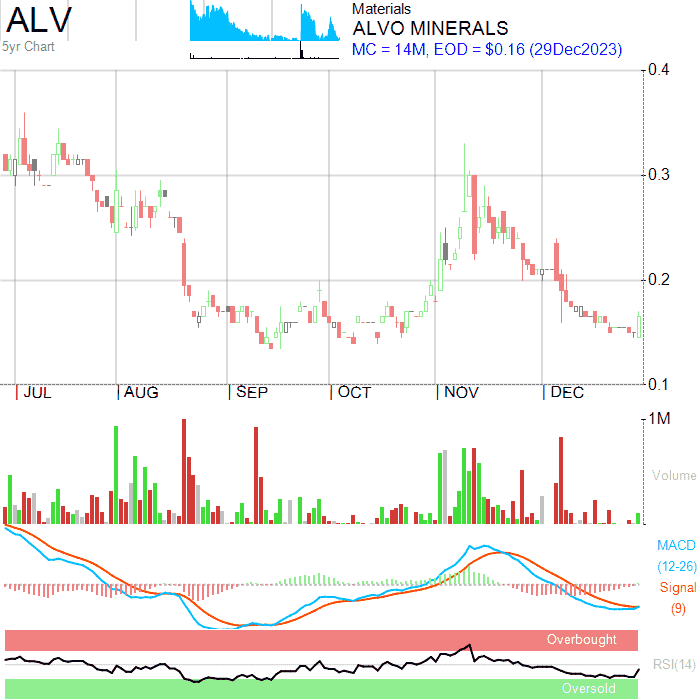 ALV
5yr Chart
Materials
ALVO MINERALS
MC = 14M, EOD = $0.16 (29Dec2023)
0.4
0.3
0.2
0.1
JUL AUG SEP OCT NOV DEC
1M
Volume
MACD
(12-26)
Signal
(9)
Overbought
RSI(14)
Oversold